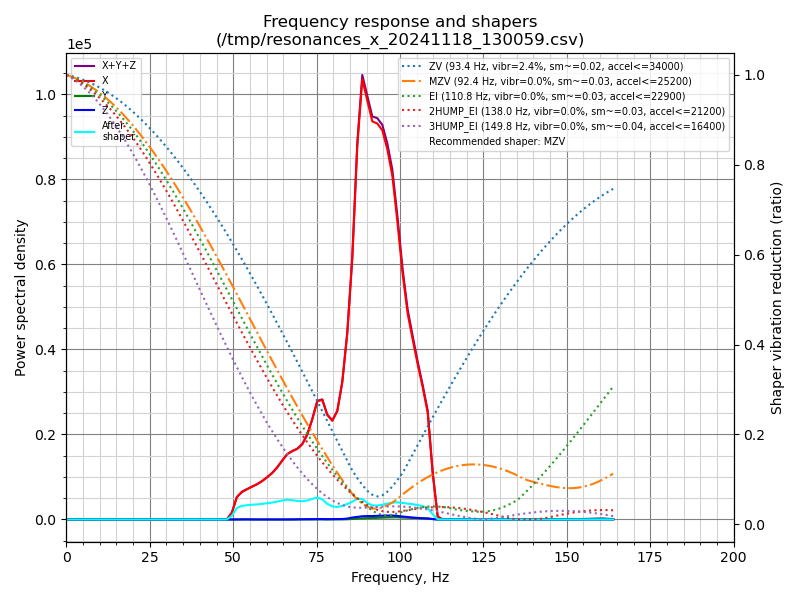 Frequency response and shapers
(/tmp/resonances_x_20241118_130059.csv)
1e5
X+Y+Z
X
Y
Z
After
shaper
ZV (93.4 Hz, vibr=2.4%, sm~=0.02, accel<=34000)
MZV (92.4 Hz, vibr=0.0%, sm~=0.03, accel<=25200)
EI (110.8 Hz, vibr=0.0%, sm~=0.03, accel<=22900)
2HUMP_EI (138.0 Hz, vibr=0.0%, sm~=0.03, accel<=21200)
3HUMP_EI (149.8 Hz, vibr=0.0%, sm~=0.04, accel<=16400)
Recommended shaper: MZV
Power spectral density
1.0
0.8
0.6
0.4
0.2
0.0
1.0
0.8
0.6
0.4
0.2
0.0
Shaper vibration reduction (ratio)
0 25 50 75 100 125 150 175 200
Frequency, Hz